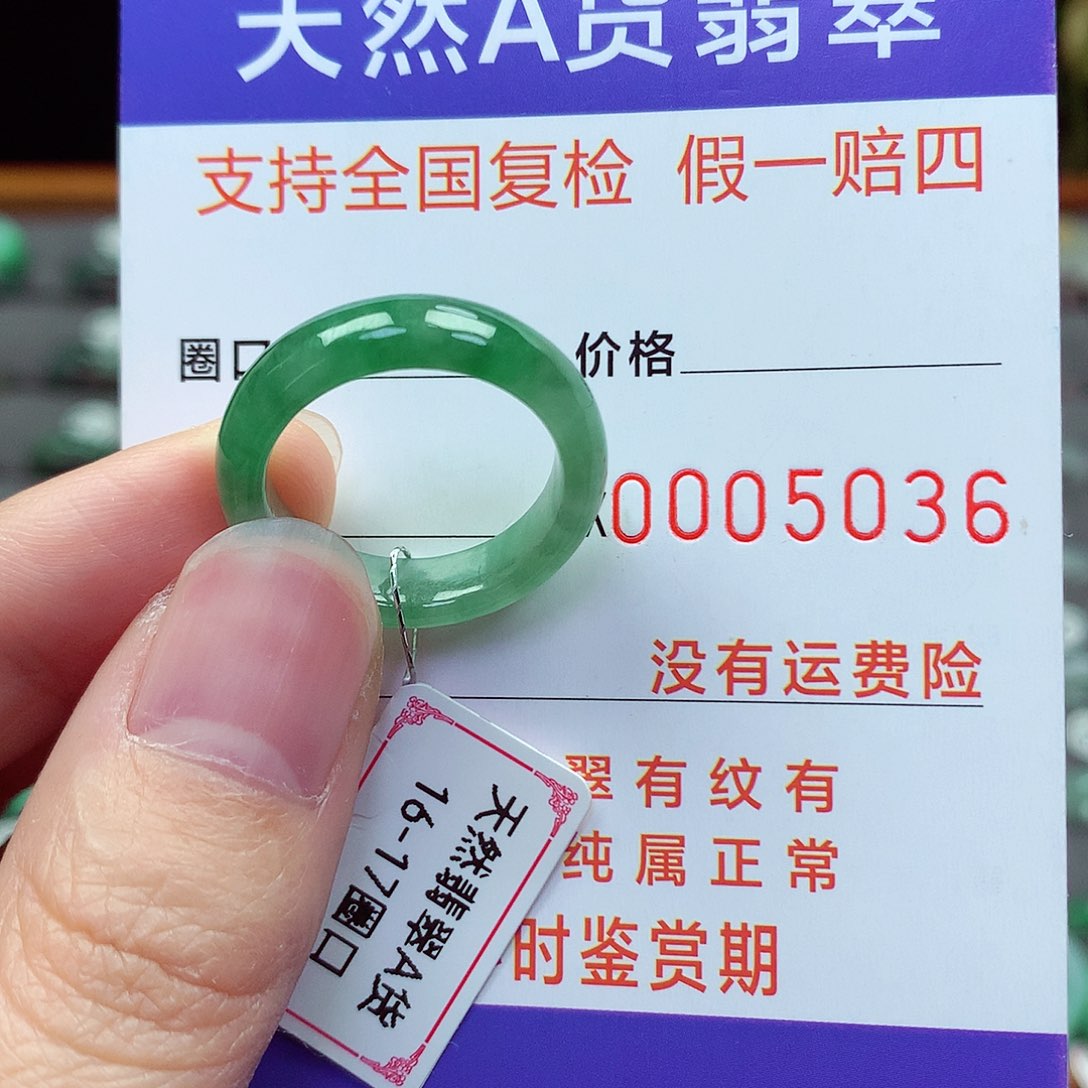 天然A货翡翠
支持全国复检 假一赔四
圈口 价格
0005036
没有运费险
翠有纹有
纯属正常
时鉴赏期
天然翡翠A货
16-17圈口